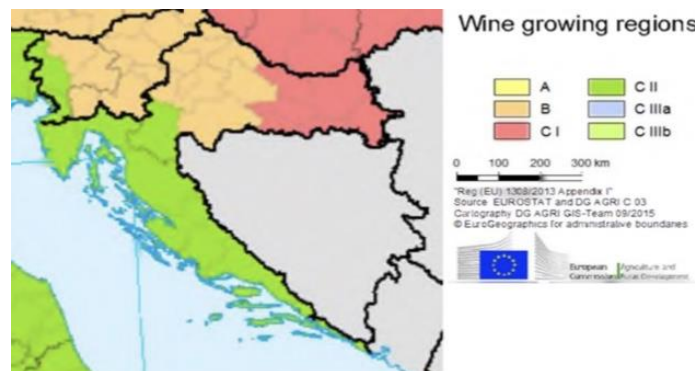 Wine growing regions
A
B
C I
C II
C IIIa
C IIIb
0 100 200 300 km
"Reg (EU) 1308/2013 Appendix I"
Source EUROSTAT and DG AGRI C 03
Cartography DG AGRI GIS-Team 09/2015
© EuroGeographics for administrative boundaries
European
Commission
Agriculture and
Rural Development